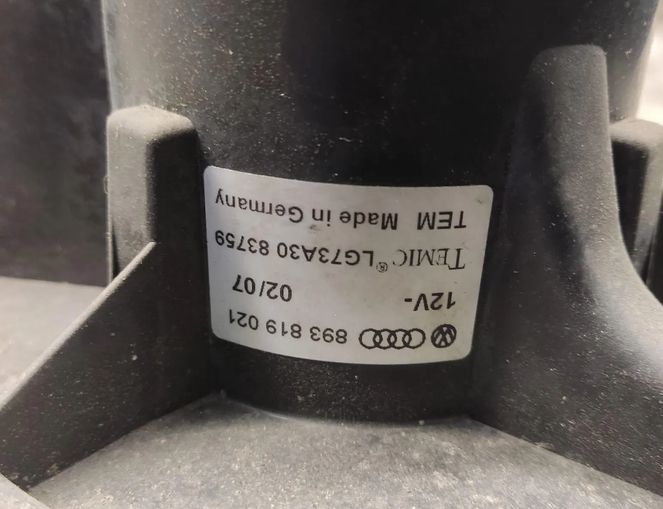 893 819 021
12V- 02/07
TEMIC® LG73A30 83759
TEM Made in Germany